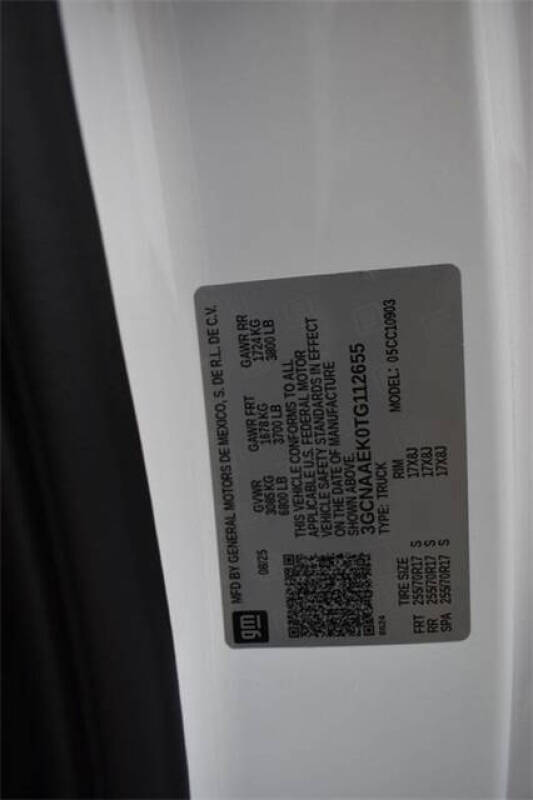 gm MFD BY GENERAL MOTORS DE MEXICO, S. DE R.L. DE C.V.
08/25 GVWR GAWR FRT GAWR RR
3085 KG 1678 KG 1724 KG
6800 LB 3700 LB 3800 LB
THIS VEHICLE CONFORMS TO ALL
APPLICABLE U.S. FEDERAL MOTOR
VEHICLE SAFETY STANDARDS IN EFFECT
ON THE DATE OF MANUFACTURE
SHOWN ABOVE.
3GCNAAEK0TG112655
TYPE: TRUCK MODEL: 05CC10903
TIRE SIZE RIM
FRT 255/70R17 S 17X8J
RR 255/70R17 S 17X8J
SPA 255/70R17 S 17X8J